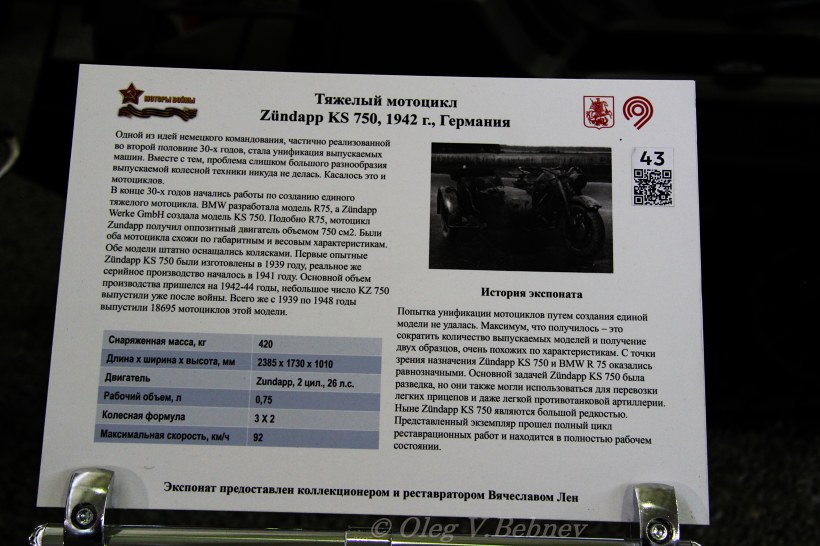 МОТОРЫ ВОЙНЫ
Тяжелый мотоцикл
Zündapp KS 750, 1942 г., Германия
43
Одной из идей немецкого командования, частично реализованной
во второй половине 30-х годов, стала унификация выпускаемых
машин. Вместе с тем, проблема слишком большого разнообразия
выпускаемой колесной техники никуда не делась. Касалось это и
мотоциклов.
В конце 30-х годов начались работы по созданию единого
тяжелого мотоцикла. BMW разработала модель R75, а Zündapp
Werke GmbH создала модель KS 750. Подобно R75, мотоцикл
Zundapp получил оппозитный двигатель объемом 750 см2. Были
оба мотоцикла схожи по габаритным и весовым характеристикам.
Обе модели штатно оснащались колясками. Первые опытные
Zündapp KS 750 были изготовлены в 1939 году, реальное же
серийное производство началось в 1941 году. Основной объем
производства пришелся на 1942-44 годы, небольшое число KZ 750
выпустили уже после войны. Всего же с 1939 по 1948 годы
выпустили 18695 мотоциклов этой модели.
Снаряженная масса, кг 420
Длина х ширина х высота, мм 2385 х 1730 х 1010
Двигатель Zundapp, 2 цил., 26 л.с.
Рабочий объем, л 0,75
Колесная формула 3 Х 2
Максимальная скорость, км/ч 92
История экспоната
Попытка унификации мотоциклов путем создания единой
модели не удалась. Максимум, что получилось – это
сократить количество выпускаемых моделей и получение
двух образцов, очень похожих по характеристикам. С точки
зрения назначения Zündapp KS 750 и BMW R 75 оказались
равнозначными. Основной задачей Zündapp KS 750 была
разведка, но они также могли использоваться для перевозки
легких прицепов и даже легкой противотанковой артиллерии.
Ныне Zündapp KS 750 являются большой редкостью.
Представленный экземпляр прошел полный цикл
реставрационных работ и находится в полностью рабочем
состоянии.
Экспонат предоставлен коллекционером и реставратором Вячеславом Лен
© Oleg V.Bebnev